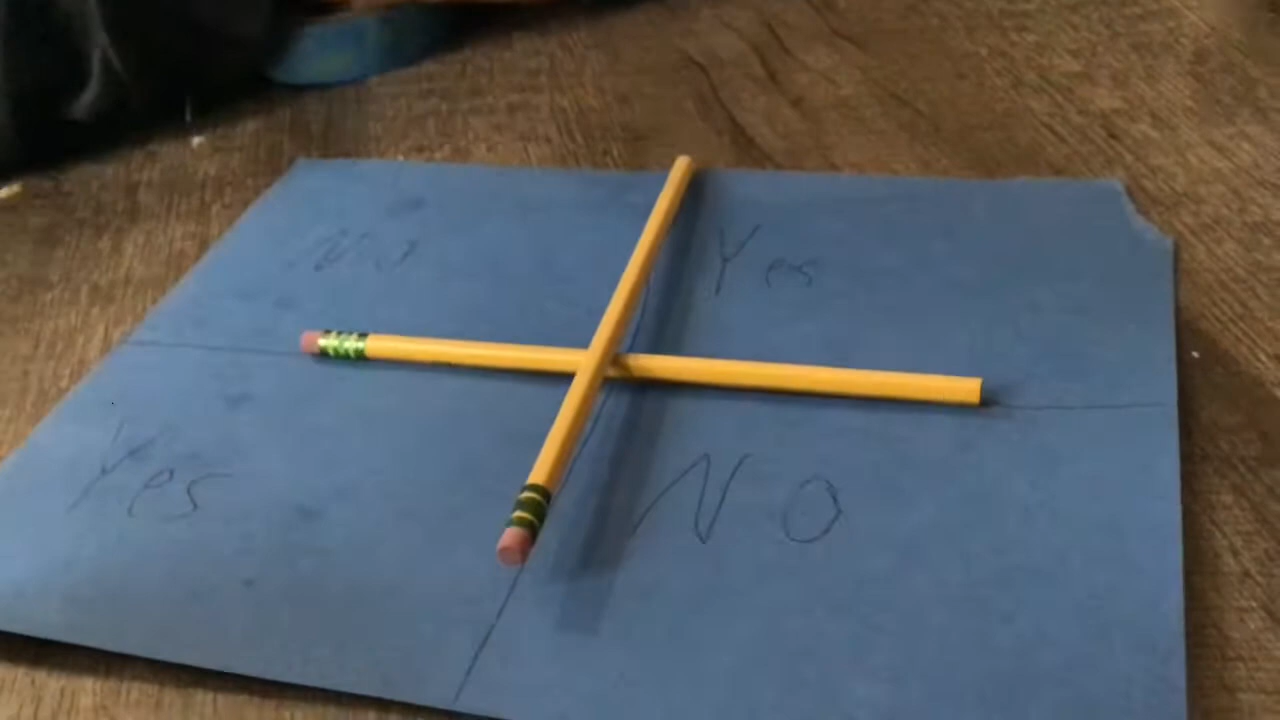 No Yes
Yes NO